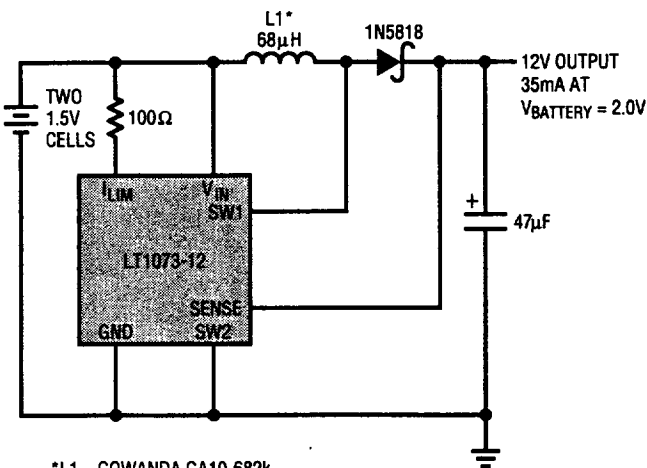 L1*
68µH
1N5818
12V OUTPUT
35mA AT
VBATTERY = 2.0V
TWO
1.5V
CELLS
100Ω
ILIM
VIN
SW1
LT1073-12
SENSE
GND
SW2
+
47µF
*L1 = GOWANDA GA10-682k